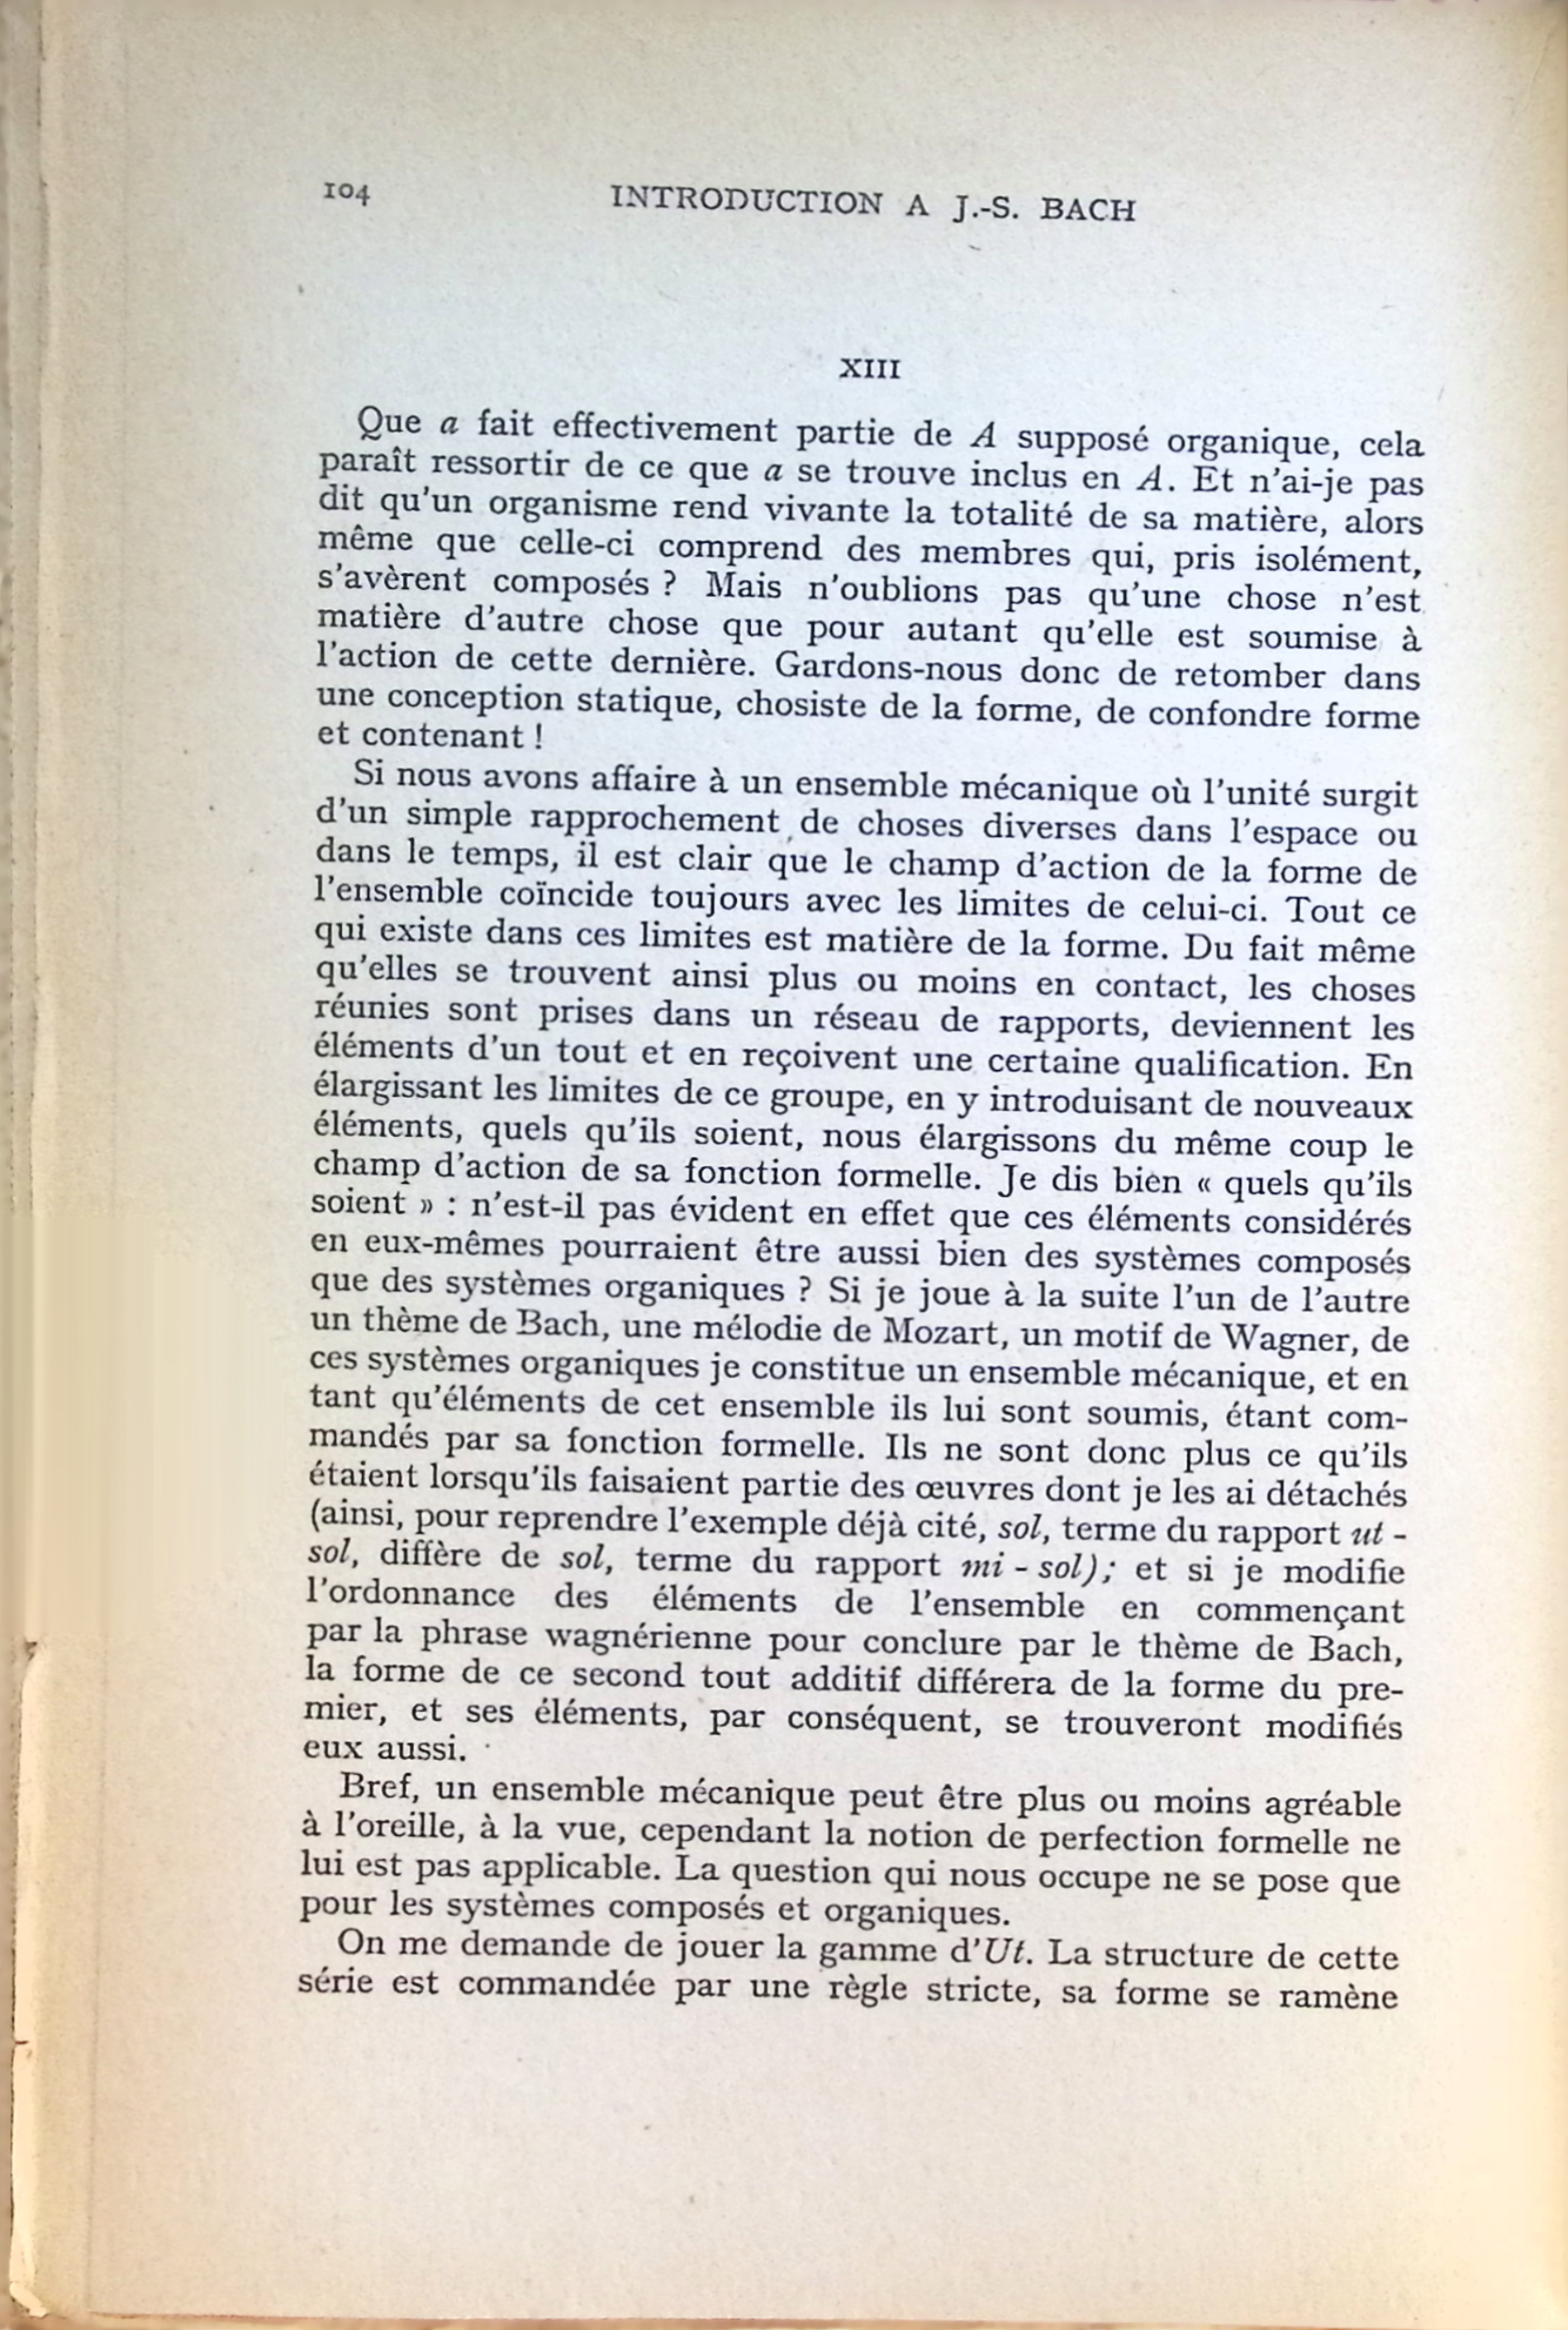 104
INTRODUCTION A J.-S. BACH
XIII
Que a fait effectivement partie de A supposé organique, cela
paraît ressortir de ce que a se trouve inclus en A. Et n'ai-je pas
dit qu'un organisme rend vivante la totalité de sa matière, alors
même que celle-ci comprend des membres qui, pris isolément,
s'avèrent composés ? Mais n'oublions pas qu'une chose n'est
matière d'autre chose que pour autant qu'elle est soumise à
l'action de cette dernière. Gardons-nous donc de retomber dans
une conception statique, chosiste de la forme, de confondre forme
et contenant !
Si nous avons affaire à un ensemble mécanique où l'unité surgit
d'un simple rapprochement de choses diverses dans l'espace ou
dans le temps, il est clair que le champ d'action de la forme de
l'ensemble coïncide toujours avec les limites de celui-ci. Tout ce
qui existe dans ces limites est matière de la forme. Du fait même
qu'elles se trouvent ainsi plus ou moins en contact, les choses
réunies sont prises dans un réseau de rapports, deviennent les
éléments d'un tout et en reçoivent une certaine qualification. En
élargissant les limites de ce groupe, en y introduisant de nouveaux
éléments, quels qu'ils soient, nous élargissons du même coup le
champ d'action de sa fonction formelle. Je dis bien « quels qu'ils
soient » : n'est-il pas évident en effet que ces éléments considérés
en eux-mêmes pourraient être aussi bien des systèmes composés
que des systèmes organiques ? Si je joue à la suite l'un de l'autre
un thème de Bach, une mélodie de Mozart, un motif de Wagner, de
ces systèmes organiques je constitue un ensemble mécanique, et en
tant qu'éléments de cet ensemble ils lui sont soumis, étant com-
mandés par sa fonction formelle. Ils ne sont donc plus ce qu'ils
étaient lorsqu'ils faisaient partie des œuvres dont je les ai détachés
(ainsi, pour reprendre l'exemple déjà cité, sol, terme du rapport ut -
sol, diffère de sol, terme du rapport mi - sol); et si je modifie
l'ordonnance des éléments de l'ensemble en commençant
par la phrase wagnérienne pour conclure par le thème de Bach,
la forme de ce second tout additif différera de la forme du pre-
mier, et ses éléments, par conséquent, se trouveront modifiés
eux aussi.
Bref, un ensemble mécanique peut être plus ou moins agréable
à l'oreille, à la vue, cependant la notion de perfection formelle ne
lui est pas applicable. La question qui nous occupe ne se pose que
pour les systèmes composés et organiques.
On me demande de jouer la gamme d'Ut. La structure de cette
série est commandée par une règle stricte, sa forme se ramène